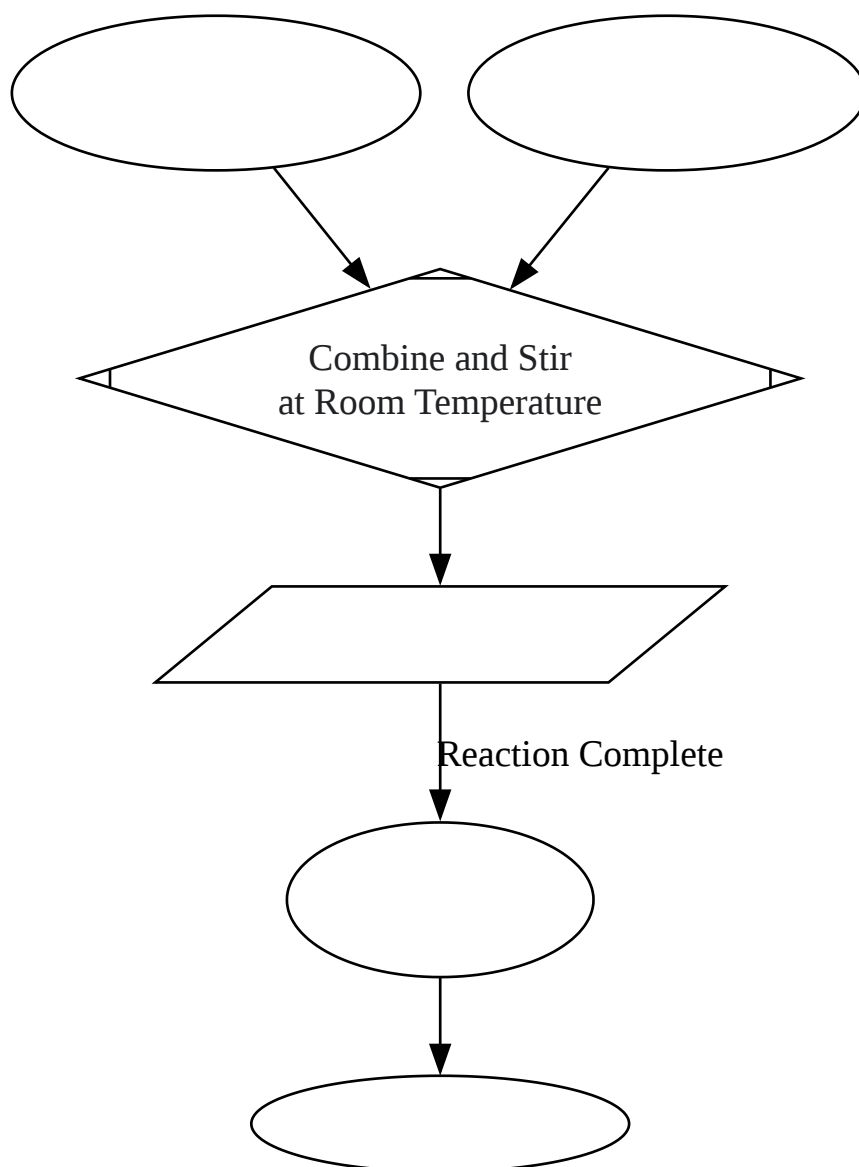 Combine and Stir
at Room Temperature
Reaction Complete